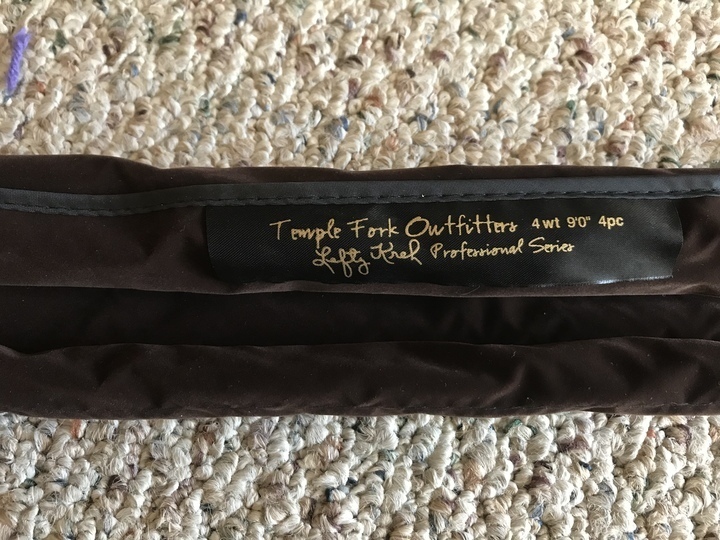 Temple Fork Outfitters 4wt 9'0" 4pc
Lefty Kreh Professional Series